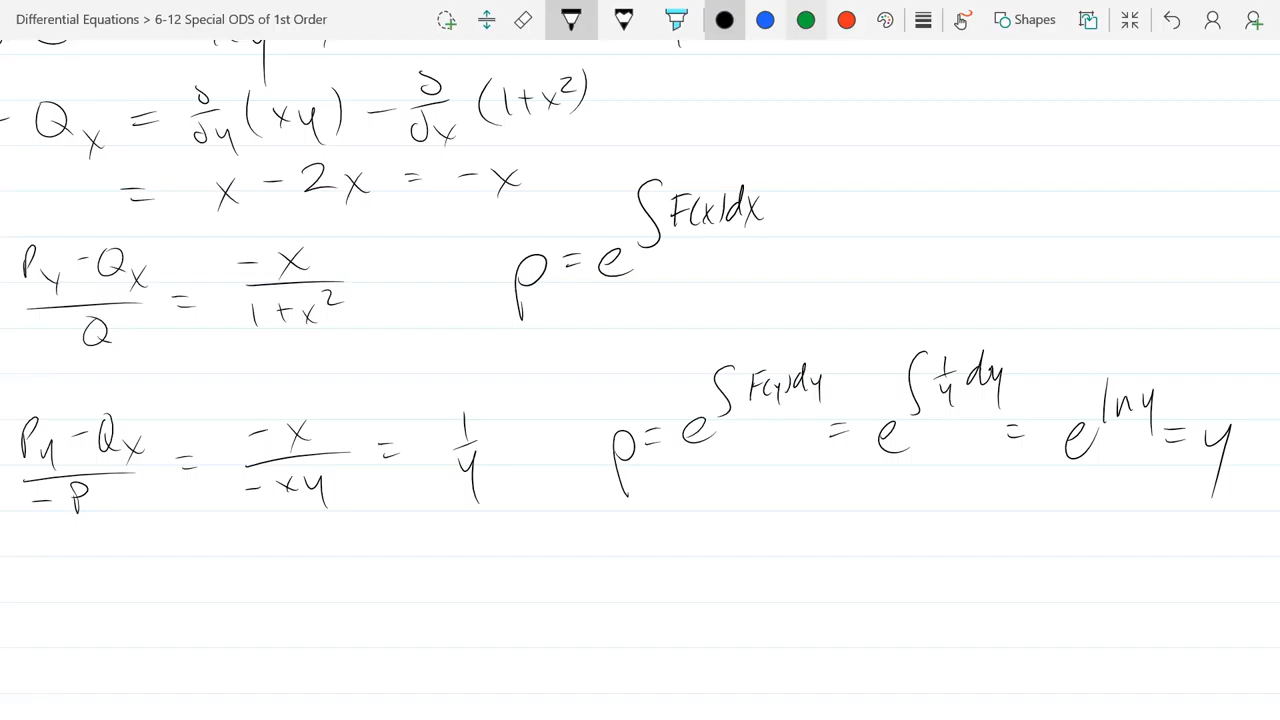 Differential Equations > 6-12 Special ODS of 1st Order
Shapes
- Q_x = ∂/∂y (xy) - ∂/∂x (1+x²)
= x - 2x = -x
(P_y - Q_x)/Q = -x/(1+x²)    ρ = e^(∫F(x)dx)
(P_y - Q_x)/(-P) = -x/(-xy) = 1/y    ρ = e^(∫F(y)dy) = e^(∫(1/y)dy) = e^(ln y) = y